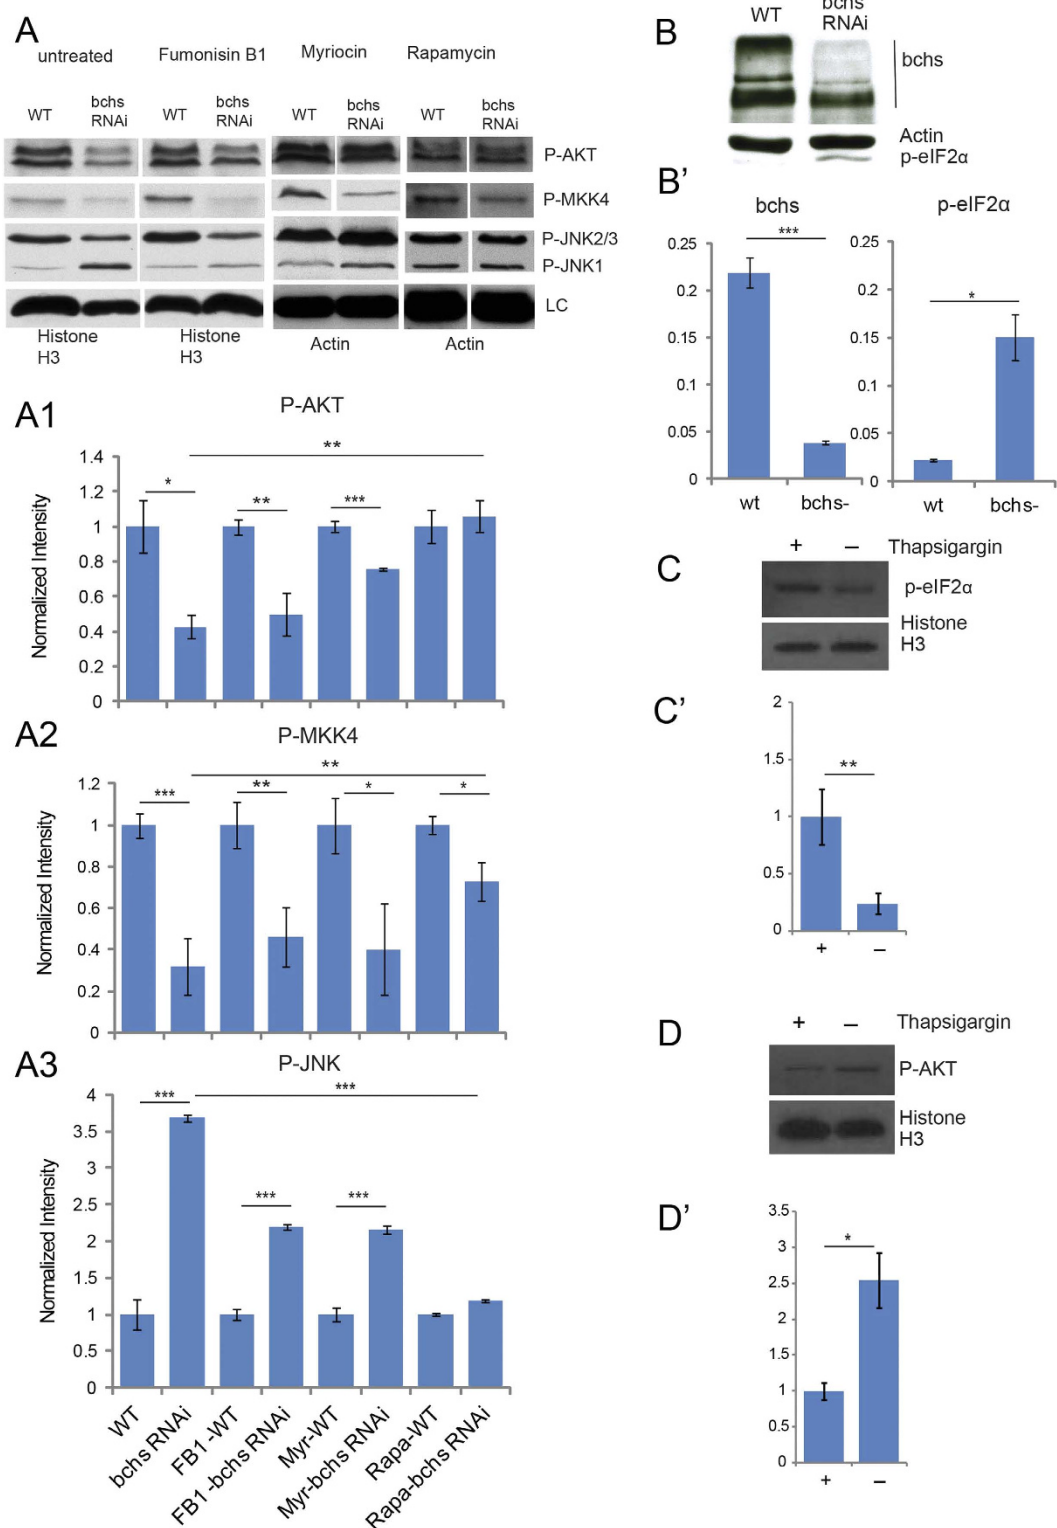 A
untreated
Fumonisin B1
Myriocin
Rapamycin
WT
bchs
RNAi
WT
bchs
RNAi
WT
bchs
RNAi
WT
bchs
RNAi
P-AKT
P-MKK4
P-JNK2/3
P-JNK1
LC
Histone
H3
Histone
H3
Actin
Actin
A1
P-AKT
**
*
**
***
Normalized Intensity
1.4
1.2
1
0.8
0.6
0.4
0.2
0
A2
P-MKK4
**
***
**
*
*
Normalized Intensity
1.2
1
0.8
0.6
0.4
0.2
0
A3
P-JNK
***
***
***
***
Normalized Intensity
4
3.5
3
2.5
2
1.5
1
0.5
0
WT
bchs RNAi
FB1 -WT
FB1 -bchs RNAi
Myr-WT
Myr-bchs RNAi
Rapa-WT
Rapa-bchs RNAi
B
WT
bchs
RNAi
bchs
Actin
p-eIF2α
B'
bchs
***
0.25
0.2
0.15
0.1
0.05
0
wt
bchs-
p-eIF2α
*
0.25
0.2
0.15
0.1
0.05
0
wt
bchs-
C
+
–
Thapsigargin
p-eIF2α
Histone
H3
C'
**
2
1.5
1
0.5
0
+
–
D
+
–
Thapsigargin
P-AKT
Histone
H3
D'
*
3.5
3
2.5
2
1.5
1
0.5
0
+
–